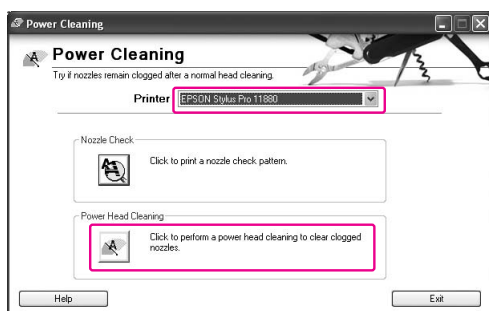 Power Cleaning
Power Cleaning
Try if nozzles remain clogged after a normal head cleaning.
Printer EPSON Stylus Pro 11880
Nozzle Check
Click to print a nozzle check pattern.
Power Head Cleaning
Click to perform a power head cleaning to clear clogged
nozzles.
Help Exit